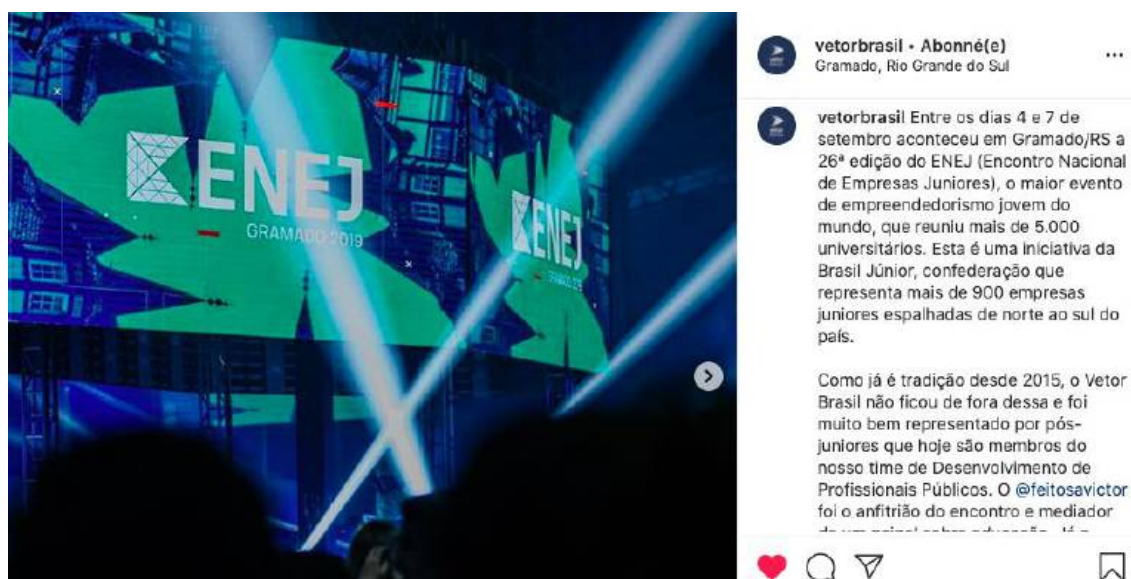 ENEJ
GRAMADO 2019
ENEJ
vetorbrasil • Abonné(e)
Gramado, Rio Grande do Sul
vetorbrasil Entre os dias 4 e 7 de
setembro aconteceu em Gramado/RS a
26ª edição do ENEJ (Encontro Nacional
de Empresas Juniores), o maior evento
de empreendedorismo jovem do
mundo, que reuniu mais de 5.000
universitários. Esta é uma iniciativa da
Brasil Júnior, confederação que
representa mais de 900 empresas
juniores espalhadas de norte ao sul do
país.
Como já é tradição desde 2015, o Vetor
Brasil não ficou de fora dessa e foi
muito bem representado por pós-
juniores que hoje são membros do
nosso time de Desenvolvimento de
Profissionais Públicos. O @feitosavictor
foi o anfitrião do encontro e mediador